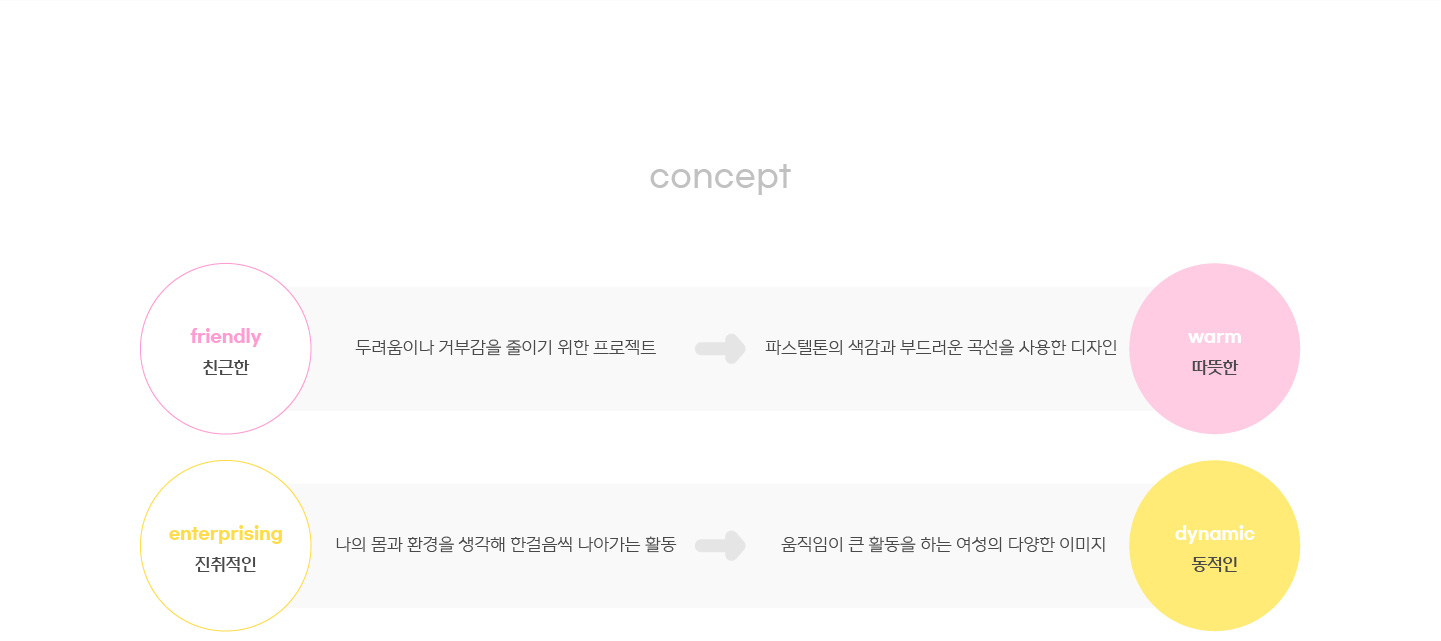 concept
friendly
친근한
두려움이나 거부감을 줄이기 위한 프로젝트
파스텔톤의 색감과 부드러운 곡선을 사용한 디자인
warm
따뜻한
enterprising
진취적인
나의 몸과 환경을 생각해 한걸음씩 나아가는 활동
움직임이 큰 활동을 하는 여성의 다양한 이미지
dynamic
동적인